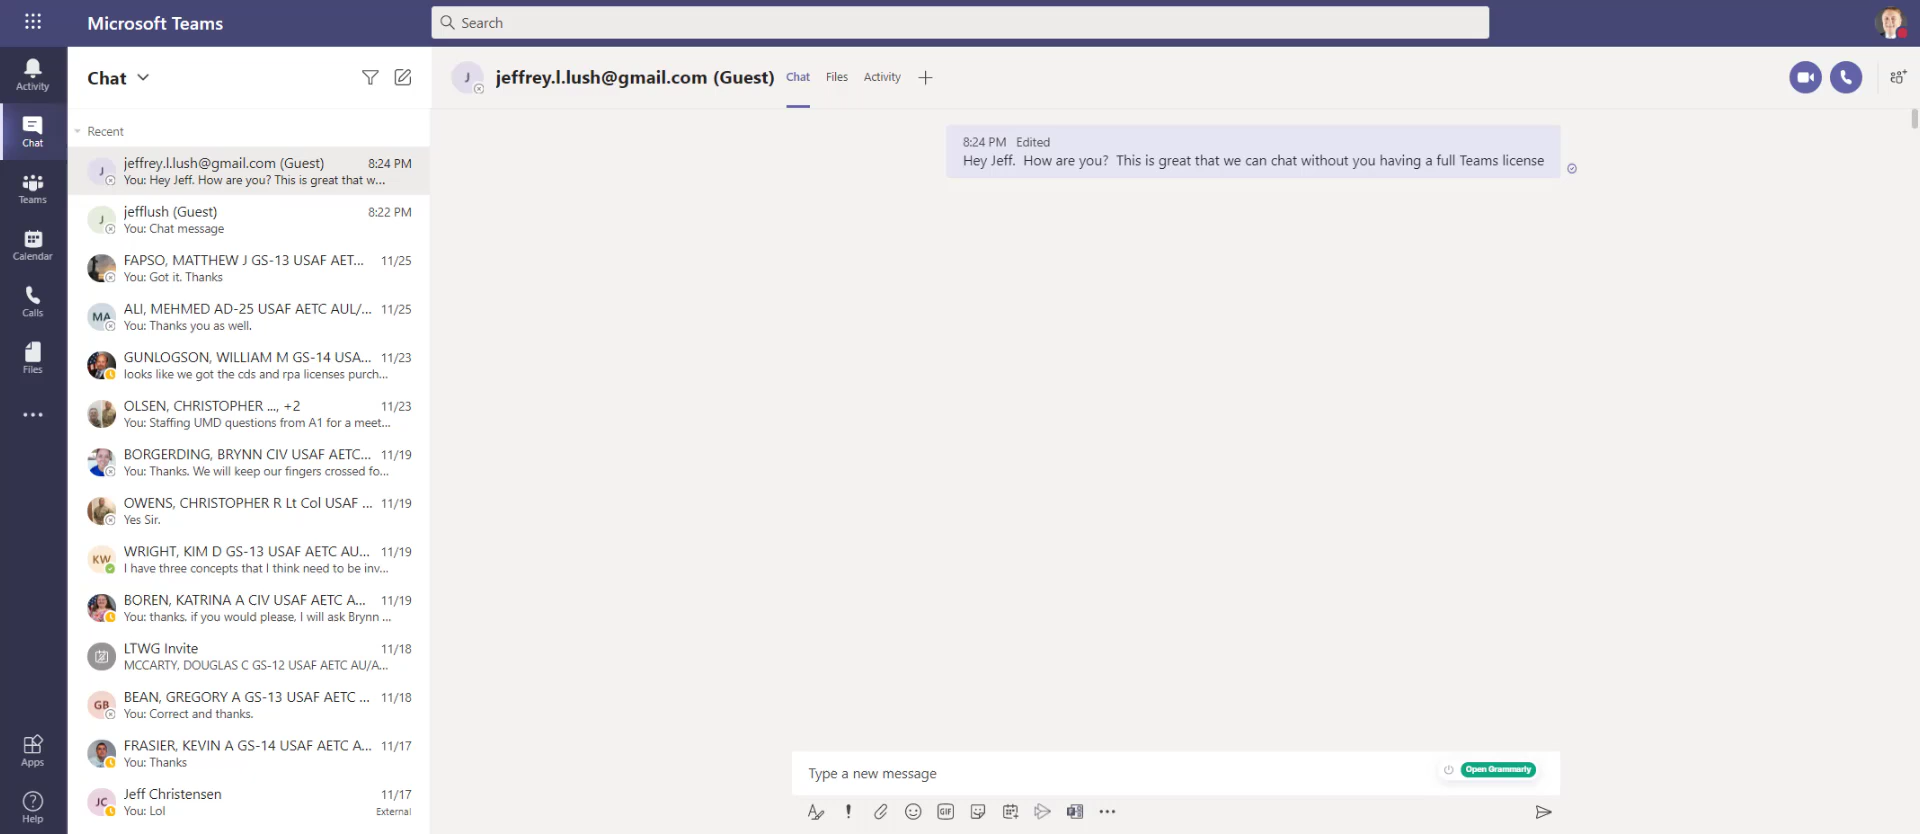 Microsoft Teams
Search
Activity
Chat
Teams
Calendar
Calls
Files
Apps
Help
Chat
Recent
jeffrey.l.lush@gmail.com (Guest) 8:24 PM
You: Hey Jeff. How are you? This is great that w...
jefflush (Guest) 8:22 PM
You: Chat message
FAPSO, MATTHEW J GS-13 USAF AET... 11/25
You: Got it. Thanks
ALI, MEHMED AD-25 USAF AETC AUL/... 11/25
You: Thanks you as well.
GUNLOGSON, WILLIAM M GS-14 USA... 11/23
looks like we got the cds and rpa licenses purch...
OLSEN, CHRISTOPHER ..., +2 11/23
You: Staffing UMD questions from A1 for a meet...
BORGERDING, BRYNN CIV USAF AETC... 11/19
You: Thanks. We will keep our fingers crossed fo...
OWENS, CHRISTOPHER R Lt Col USAF ... 11/19
Yes Sir.
KW
WRIGHT, KIM D GS-13 USAF AETC AU... 11/19
I have three concepts that I think need to be inv...
BOREN, KATRINA A CIV USAF AETC A... 11/19
You: thanks. if you would please, I will ask Brynn ...
LTWG Invite 11/18
MCCARTY, DOUGLAS C GS-12 USAF AETC AU/A...
GB
BEAN, GREGORY A GS-13 USAF AETC ... 11/18
You: Correct and thanks.
FRASIER, KEVIN A GS-14 USAF AETC A... 11/17
You: Thanks
JC
Jeff Christensen 11/17
You: Lol External
J
jeffrey.l.lush@gmail.com (Guest) Chat Files Activity
8:24 PM Edited
Hey Jeff. How are you? This is great that we can chat without you having a full Teams license
Type a new message
Open Grammarly
GIF